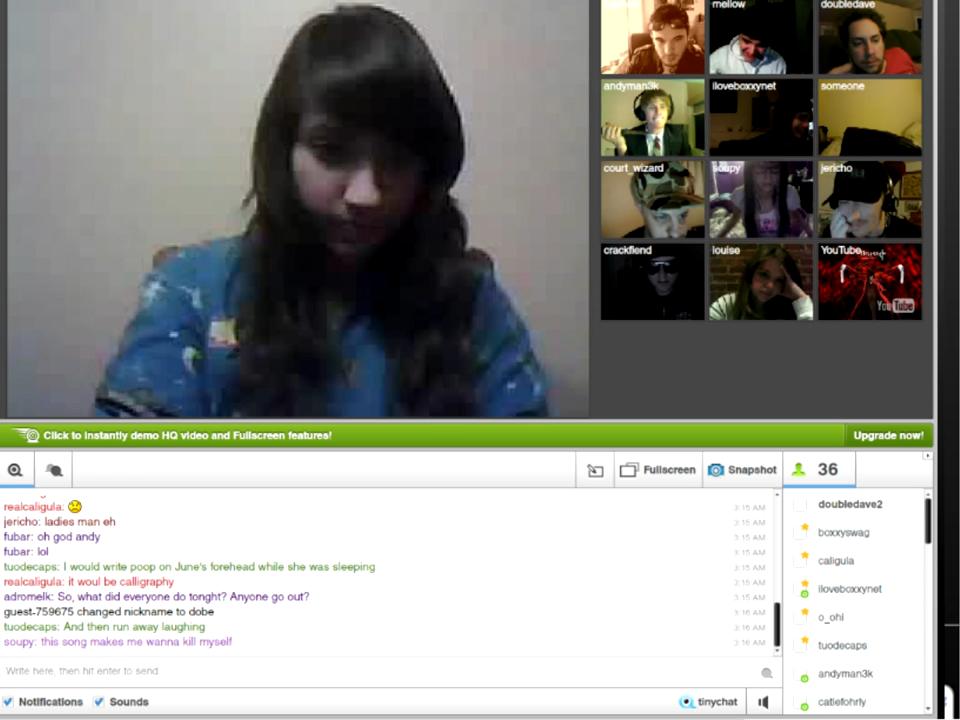 mellow
doubledave
andyman3k
iloveboxxynet
someone
court_wizard
soupy
jericho
crackfiend
louise
YouTube
YouTube
Click to instantly demo HQ video and Fullscreen features!
Upgrade now!
Fullscreen
Snapshot
36
realcaligula:
3:15 AM
jericho: ladies man eh
3:15 AM
fubar: oh god andy
3:15 AM
fubar: lol
3:15 AM
tuodecaps: I would write poop on June's forehead while she was sleeping
3:15 AM
realcaligula: it woul be calligraphy
3:15 AM
adromelk: So, what did everyone do tonght? Anyone go out?
3:15 AM
guest-759675 changed nickname to dobe
3:16 AM
tuodecaps: And then run away laughing
3:16 AM
soupy: this song makes me wanna kill myself
3:16 AM
doubledave2
boxxyswag
caligula
iloveboxxynet
o_ohi
tuodecaps
andyman3k
catiefohrly
Write here, then hit enter to send
Notifications
Sounds
tinychat